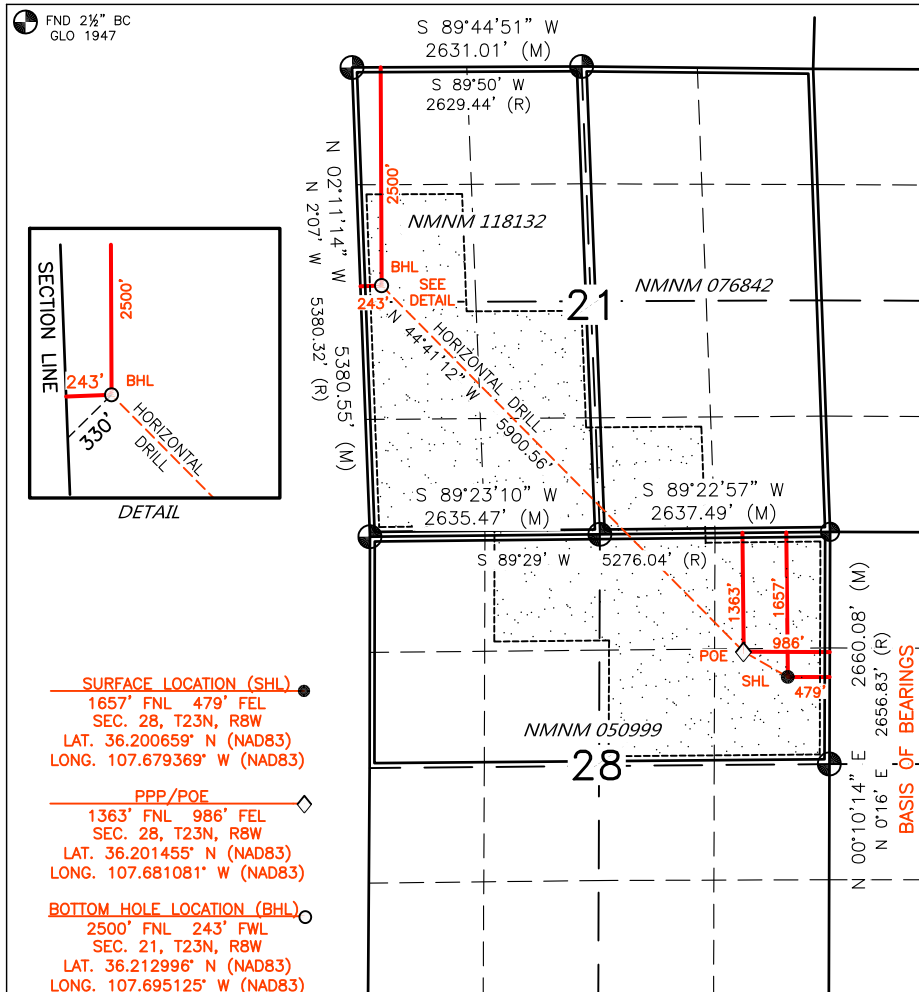 FND 2½” BC
GLO 1947
S 89°44'51” W
2631.01' (M)
S 89°50' W
2629.44' (R)
N 02°11'14” W
5380.55' (M)
N 2°07' W
5380.32' (R)
2500'
NMNM 118132
BHL
SEE
DETAIL
243'
NMNM 076842
21
HORIZONTAL DRILL
N 44°41'12” W
5900.56'
SECTION LINE
2500'
243'
BHL
330'
HORIZONTAL
DRILL
DETAIL
S 89°23'10” W
2635.47' (M)
S 89°22'57” W
2637.49' (M)
S 89°29' W
5276.04' (R)
1363'
1657'
986'
POE
SHL
479'
NMNM 050999
28
N 00°10'14” E
2660.08' (M)
N 0°16' E
2656.83' (R)
BASIS OF BEARINGS
SURFACE LOCATION (SHL)
1657' FNL 479' FEL
SEC. 28, T23N, R8W
LAT. 36.200659° N (NAD83)
LONG. 107.679369° W (NAD83)
PPP/POE
1363' FNL 986' FEL
SEC. 28, T23N, R8W
LAT. 36.201455° N (NAD83)
LONG. 107.681081° W (NAD83)
BOTTOM HOLE LOCATION (BHL)
2500' FNL 243' FWL
SEC. 21, T23N, R8W
LAT. 36.212996° N (NAD83)
LONG. 107.695125° W (NAD83)